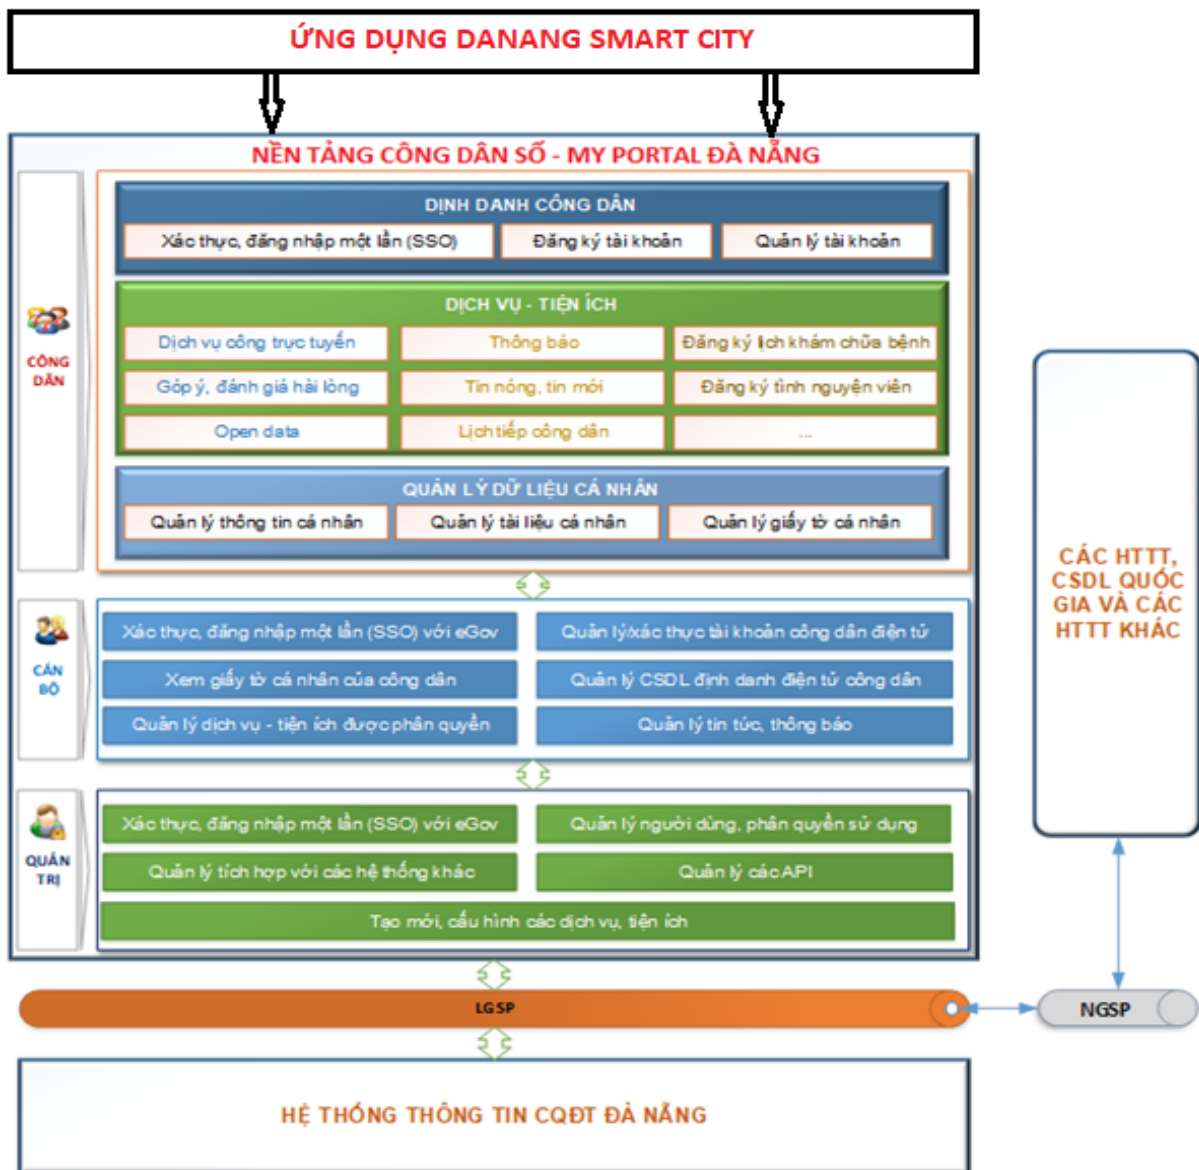 ỨNG DỤNG DANANG SMART CITY
NỀN TẢNG CÔNG DÂN SỐ - MY PORTAL ĐÀ NẴNG
CÔNG
DÂN
DỊNH DANH CÔNG DÂN
Xác thực, đăng nhập một lần (SSO)
Đăng ký tài khoản
Quản lý tài khoản
DỊCH VỤ - TIỆN ÍCH
Dịch vụ công trực tuyến
Thông báo
Đăng ký lịch khám chữa bệnh
Góp ý, đánh giá hài lòng
Tin nóng, tin mới
Đăng ký tình nguyện viên
Open data
Lịch tiếp công dân
...
QUẢN LÝ DỮ LIỆU CÁ NHÂN
Quản lý thông tin cá nhân
Quản lý tài liệu cá nhân
Quản lý giấy tờ cá nhân
CÁN
BỘ
Xác thực, đăng nhập một lần (SSO) với eGov
Quản lý/xác thực tài khoản công dân điện tử
Xem giấy tờ cá nhân của công dân
Quản lý CSDL định danh điện tử công dân
Quản lý dịch vụ - tiện ích được phân quyền
Quản lý tin tức, thông báo
QUẢN
TRỊ
Xác thực, đăng nhập một lần (SSO) với eGov
Quản lý người dùng, phân quyền sử dụng
Quản lý tích hợp với các hệ thống khác
Quản lý các API
Tạo mới, cấu hình các dịch vụ, tiện ích
CÁC HTTT,
CSDL QUỐC
GIA VÀ CÁC
HTTT KHÁC
LGSP
NGSP
HỆ THỐNG THÔNG TIN CQĐT ĐÀ NẴNG